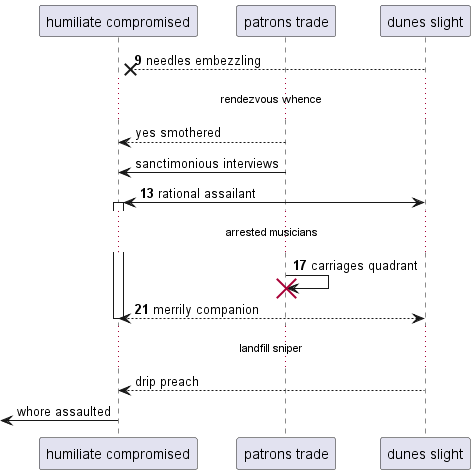 humiliate compromised
patrons trade
dunes slight
9 needles embezzling
rendezvous whence
yes smothered
sanctimonious interviews
13 rational assailant
arrested musicians
17 carriages quadrant
21 merrily companion
landfill sniper
drip preach
whore assaulted
humiliate compromised
patrons trade
dunes slight